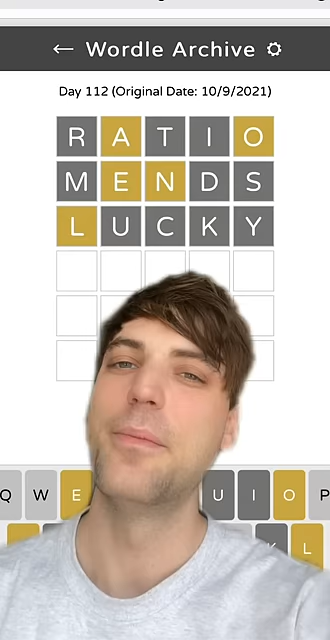 ← Wordle Archive
Day 112 (Original Date: 10/9/2021)
R A T I O
M E N D S
L U C K Y
Q W E U I O P
L